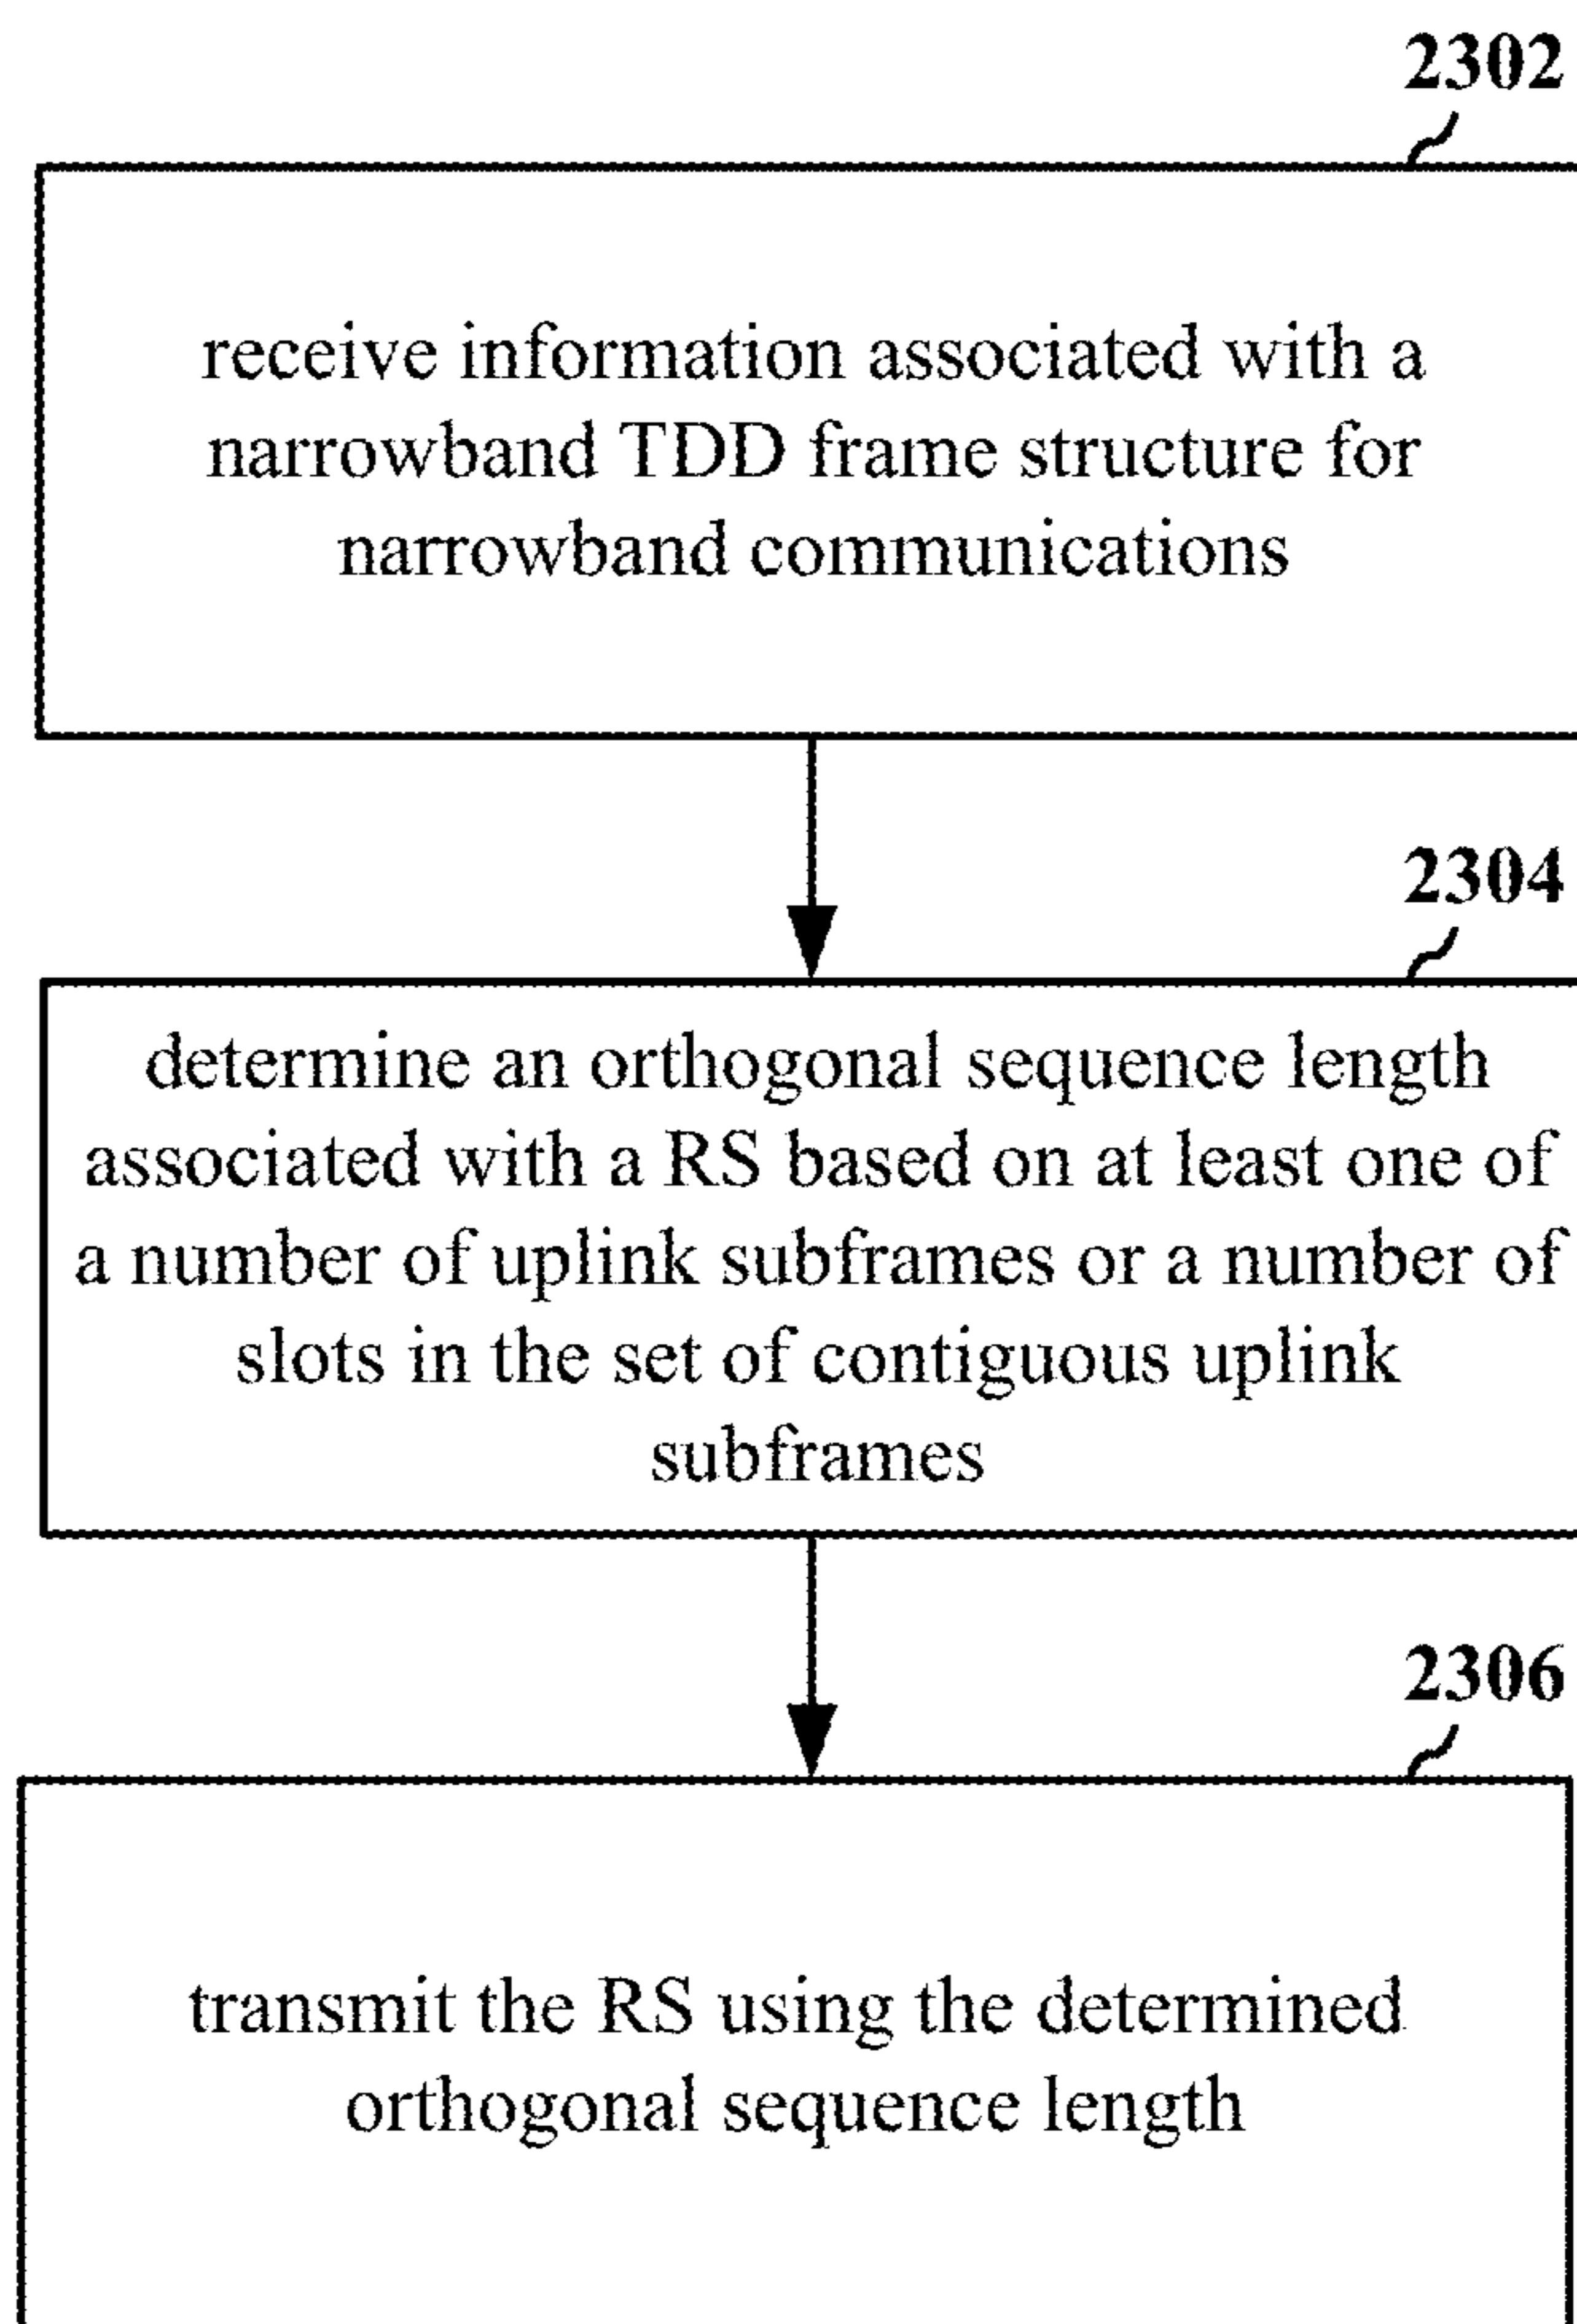 2302
receive information associated with a
narrowband TDD frame structure for
narrowband communications
2304
determine an orthogonal sequence length
associated with a RS based on at least one of
a number of uplink subframes or a number of
slots in the set of contiguous uplink
subframes
2306
transmit the RS using the determined
orthogonal sequence length